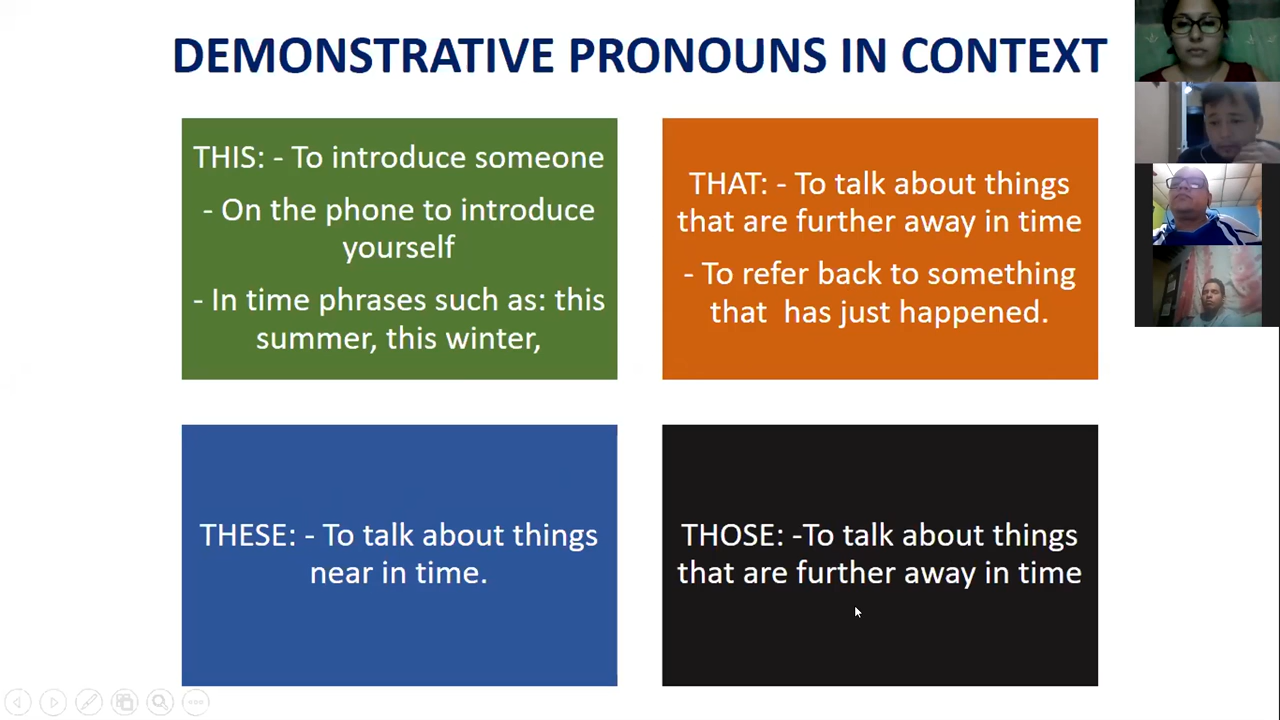 DEMONSTRATIVE PRONOUNS IN CONTEXT
THIS: - To introduce someone
- On the phone to introduce
yourself
- In time phrases such as: this
summer, this winter,
THAT: - To talk about things
that are further away in time
- To refer back to something
that  has just happened.
THESE: - To talk about things
near in time.
THOSE: -To talk about things
that are further away in time